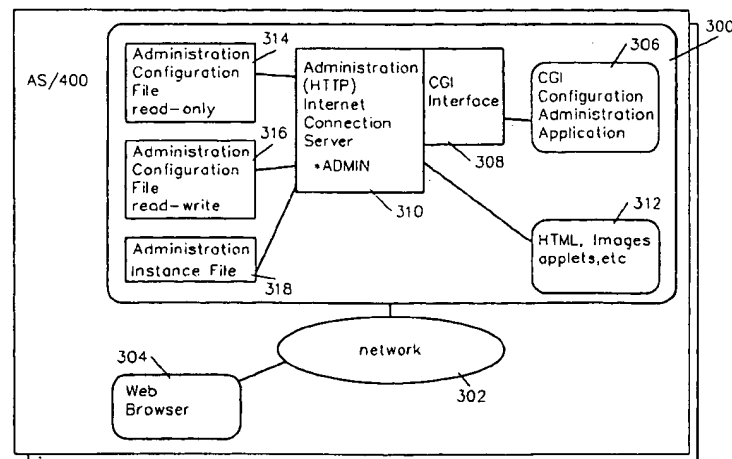 300
AS/400
Administration
Configuration
File
read-only
314
Administration
(HTTP)
Internet
Connection
Server
*ADMIN
310
CGI
Interface
308
306
CGI
Configuration
Administration
Application
Administration
Configuration
File
read-write
316
Administration
Instance File
318
312
HTML, Images
applets,etc
network
302
304
Web
Browser